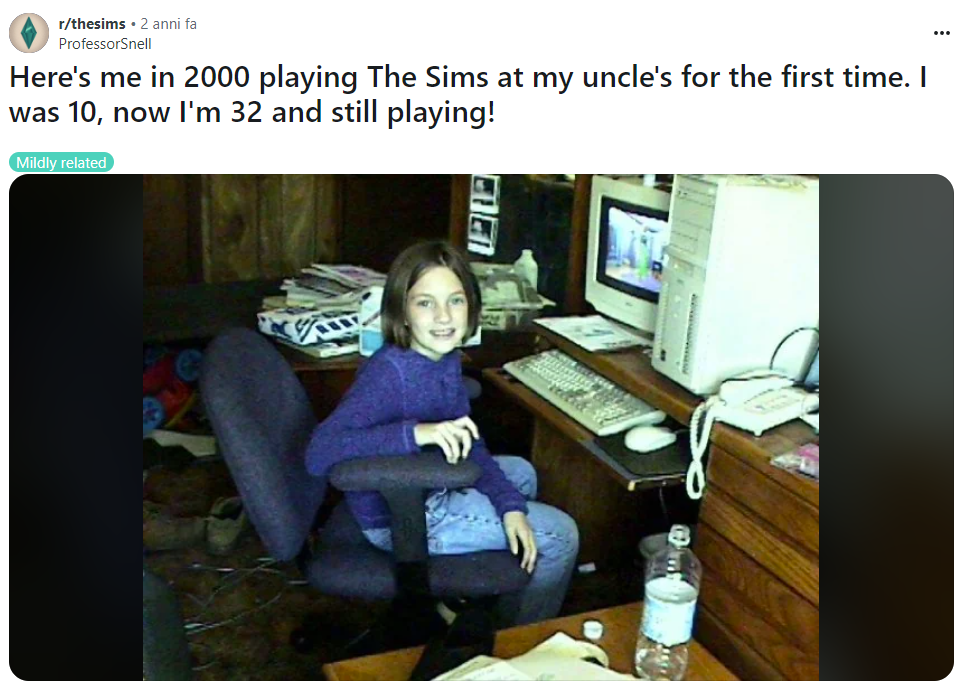 r/thesims • 2 anni fa
ProfessorSnell
Here's me in 2000 playing The Sims at my uncle's for the first time. I
was 10, now I'm 32 and still playing!
Mildly related